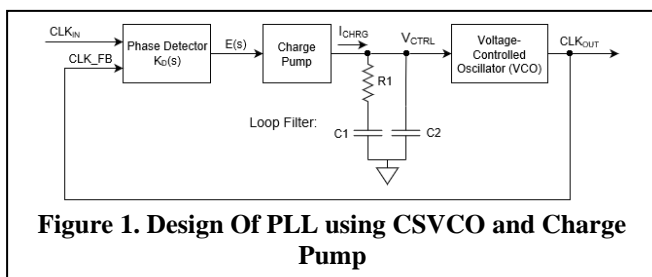 CLK_IN
CLK_FB
Phase Detector
K_D(s)
E(s)
Charge
Pump
I_CHRG
V_CTRL
Voltage-
Controlled
Oscillator (VCO)
CLK_OUT
R1
Loop Filter:
C1
C2
Figure 1. Design Of PLL using CSVCO and Charge
Pump